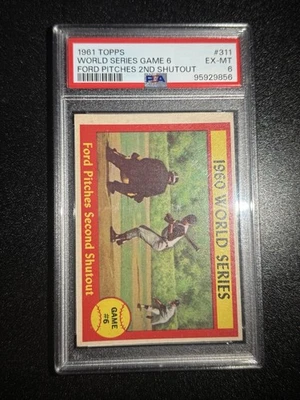 1961 TOPPS #311
WORLD SERIES GAME 6 EX-MT
FORD PITCHES 2ND SHUTOUT 6
PSA 95929856
1960 WORLD SERIES
GAME
#6
Ford Pitches Second Shutout